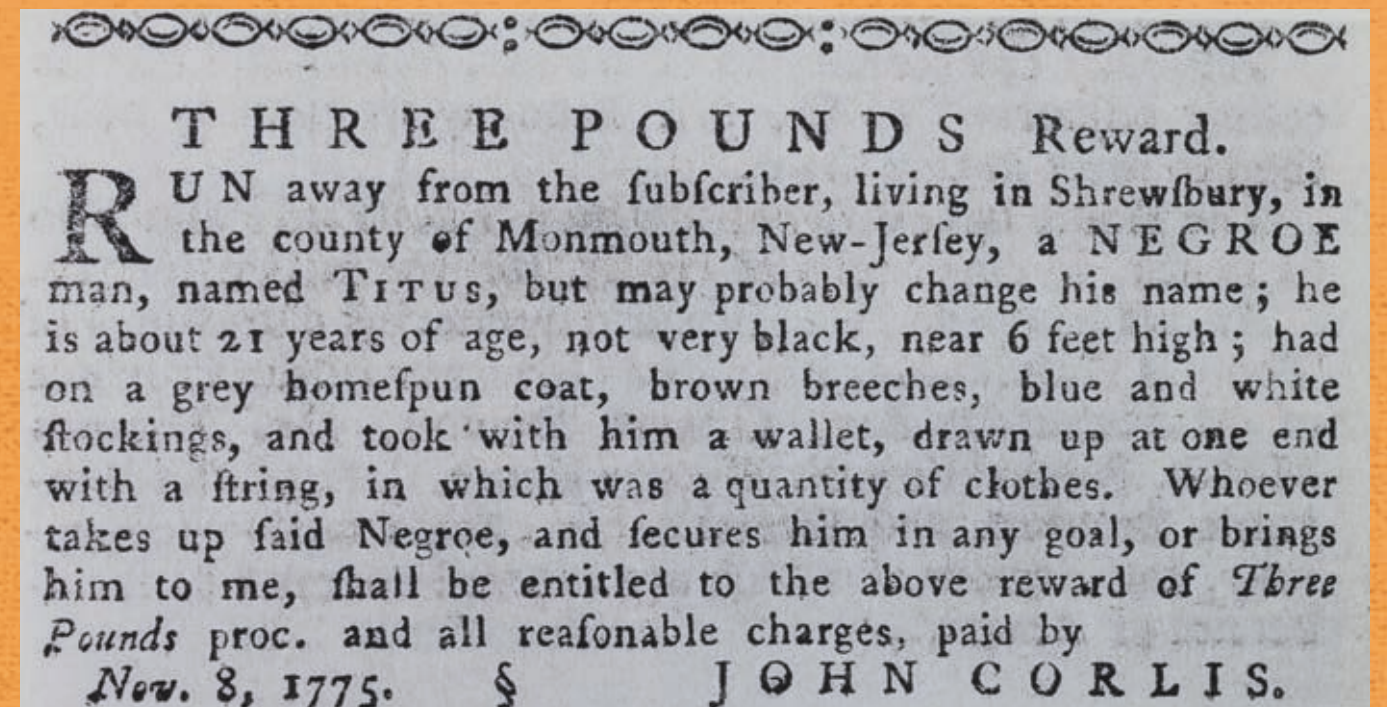 THREE POUNDS Reward.
RUN away from the ſubſcriber, living in Shrewſbury, in
the county of Monmouth, New-Jerſey, a NEGROE
man, named TITUS, but may probably change his name; he
is about 21 years of age, not very black, near 6 feet high; had
on a grey homeſpun coat, brown breeches, blue and white
ſtockings, and took with him a wallet, drawn up at one end
with a ſtring, in which was a quantity of clothes. Whoever
takes up ſaid Negroe, and ſecures him in any goal, or brings
him to me, ſhall be entitled to the above reward of Three
Pounds proc. and all reaſonable charges, paid by
Nov. 8, 1775. § JOHN CORLIS.